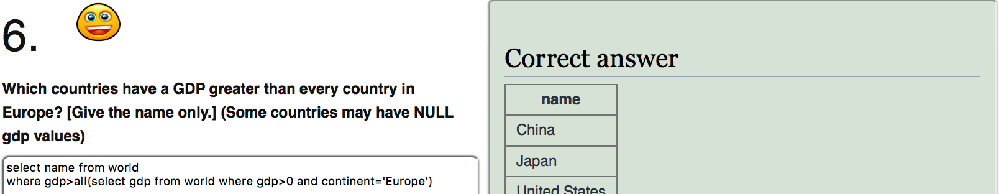 6.
Which countries have a GDP greater than every country in
Europe? [Give the name only.] (Some countries may have NULL
gdp values)
select name from world
where gdp>all(select gdp from world where gdp>0 and continent='Europe')
Correct answer
name
China
Japan
United States